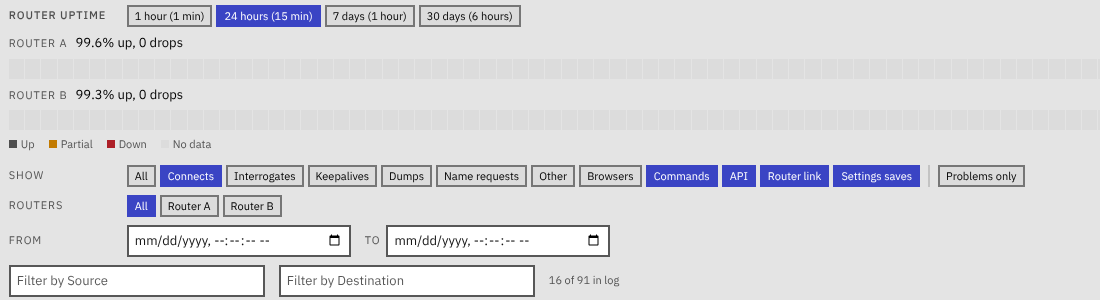 ROUTER UPTIME 1 hour (1 min) 24 hours (15 min) 7 days (1 hour) 30 days (6 hours)
ROUTER A 99.6% up, 0 drops
ROUTER B 99.3% up, 0 drops
Up Partial Down No data
SHOW All Connects Interrogates Keepalives Dumps Name requests Other Browsers Commands API Router link Settings saves Problems only
ROUTERS All Router A Router B
FROM mm/dd/yyyy, --:--:-- -- TO mm/dd/yyyy, --:--:-- --
Filter by Source Filter by Destination 16 of 91 in log